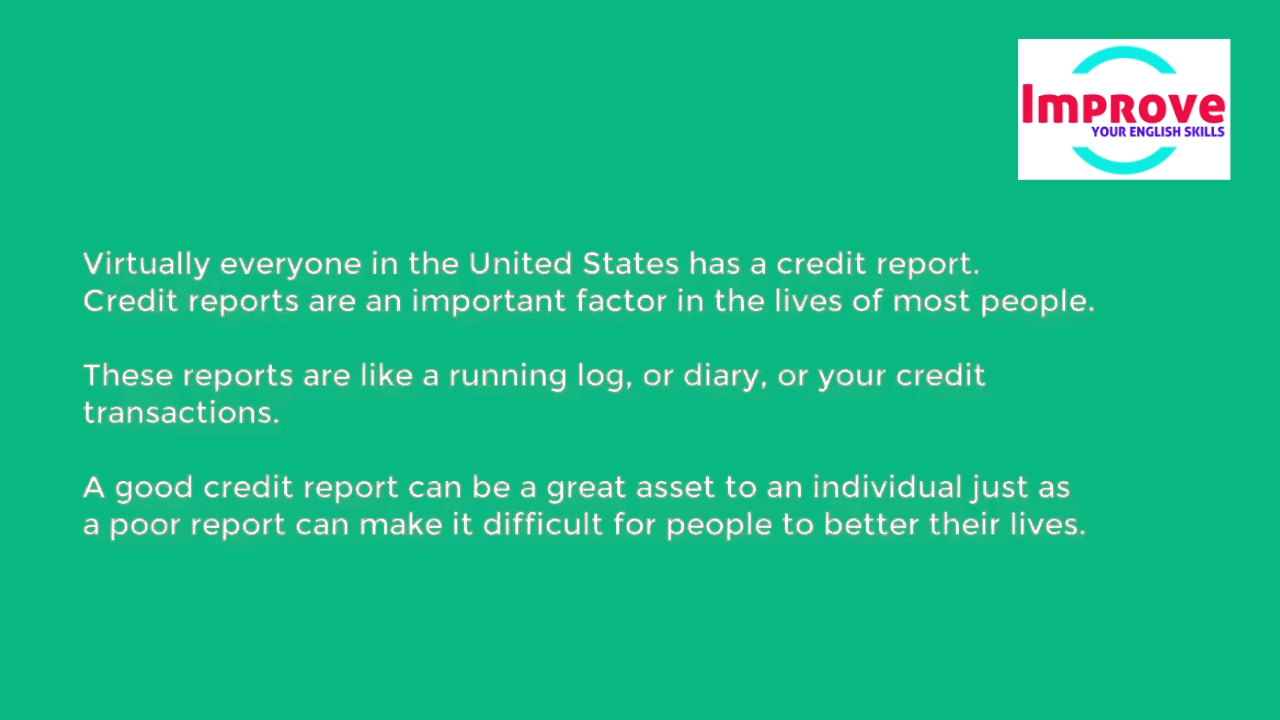 Improve
YOUR ENGLISH SKILLS
Virtually everyone in the United States has a credit report.
Credit reports are an important factor in the lives of most people.
These reports are like a running log, or diary, or your credit
transactions.
A good credit report can be a great asset to an individual just as
a poor report can make it difficult for people to better their lives.